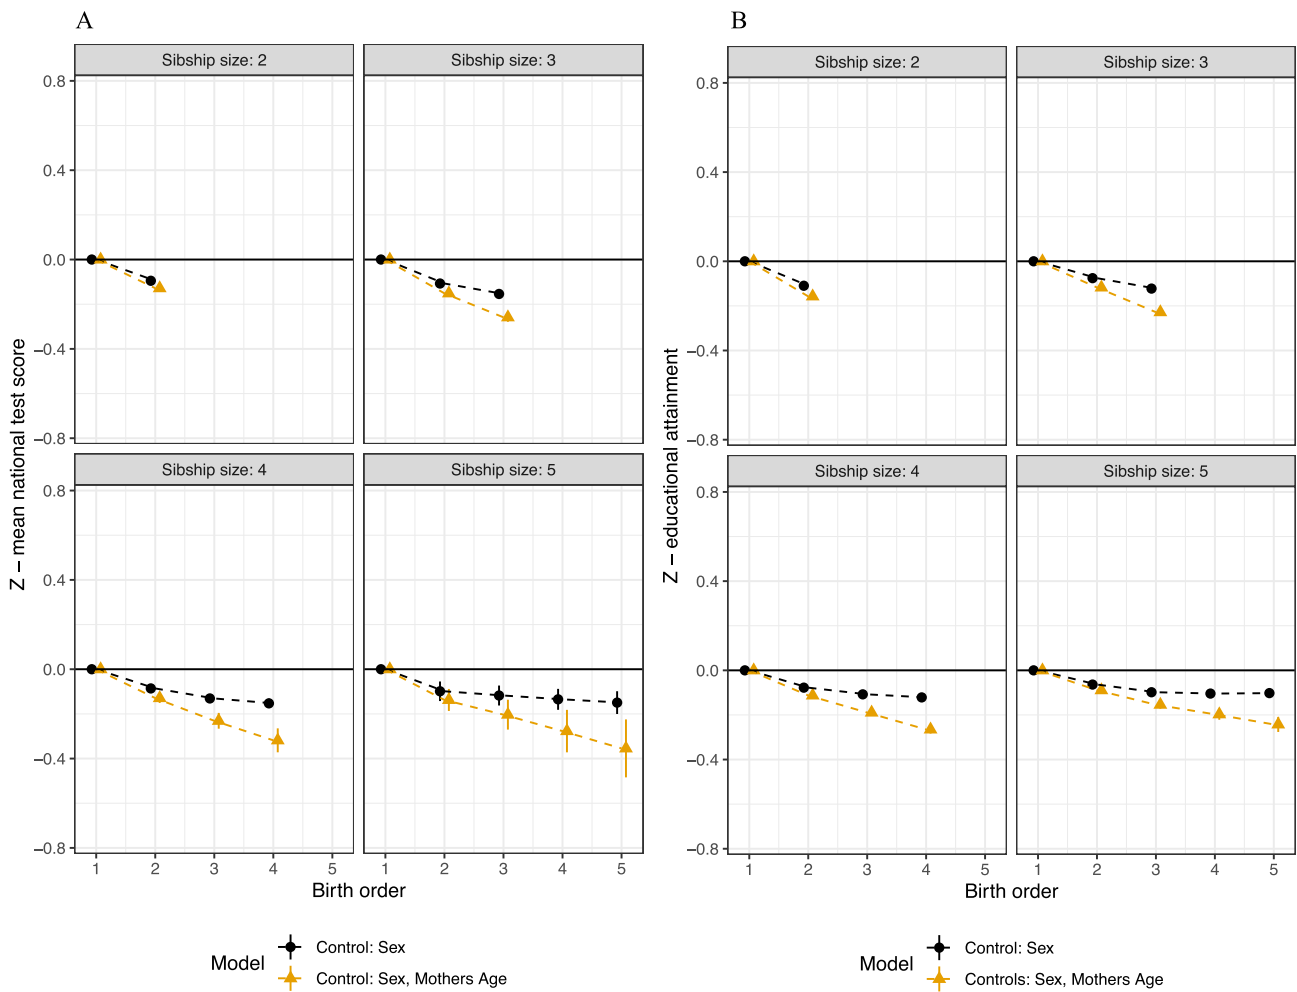 A
Sibship size: 2
Sibship size: 3
0.8
0.4
0.0
−0.4
−0.8
Sibship size: 4
Sibship size: 5
0.8
0.4
0.0
−0.4
−0.8
Z − mean national test score
1 2 3 4 5
1 2 3 4 5
Birth order
Model
Control: Sex
Control: Sex, Mothers Age
B
Sibship size: 2
Sibship size: 3
0.8
0.4
0.0
−0.4
−0.8
Sibship size: 4
Sibship size: 5
0.8
0.4
0.0
−0.4
−0.8
Z − educational attainment
1 2 3 4 5
1 2 3 4 5
Birth order
Model
Control: Sex
Controls: Sex, Mothers Age